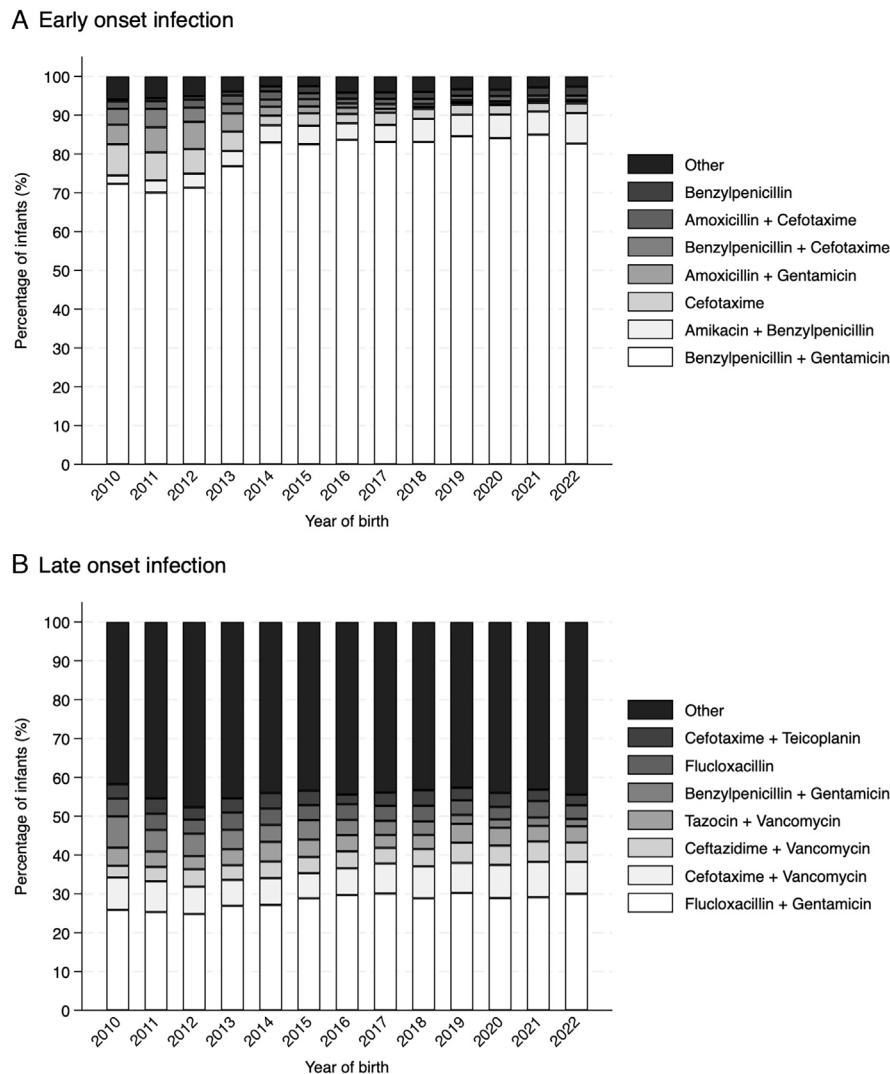 A Early onset infection
100
90
80
70
60
50
40
30
20
10
0
Percentage of infants (%)
2010
2011
2012
2013
2014
2015
2016
2017
2018
2019
2020
2021
2022
Year of birth
Other
Benzylpenicillin
Amoxicillin + Cefotaxime
Benzylpenicillin + Cefotaxime
Amoxicillin + Gentamicin
Cefotaxime
Amikacin + Benzylpenicillin
Benzylpenicillin + Gentamicin
B Late onset infection
100
90
80
70
60
50
40
30
20
10
0
Percentage of infants (%)
2010
2011
2012
2013
2014
2015
2016
2017
2018
2019
2020
2021
2022
Year of birth
Other
Cefotaxime + Teicoplanin
Flucloxacillin
Benzylpenicillin + Gentamicin
Tazocin + Vancomycin
Ceftazidime + Vancomycin
Cefotaxime + Vancomycin
Flucloxacillin + Gentamicin